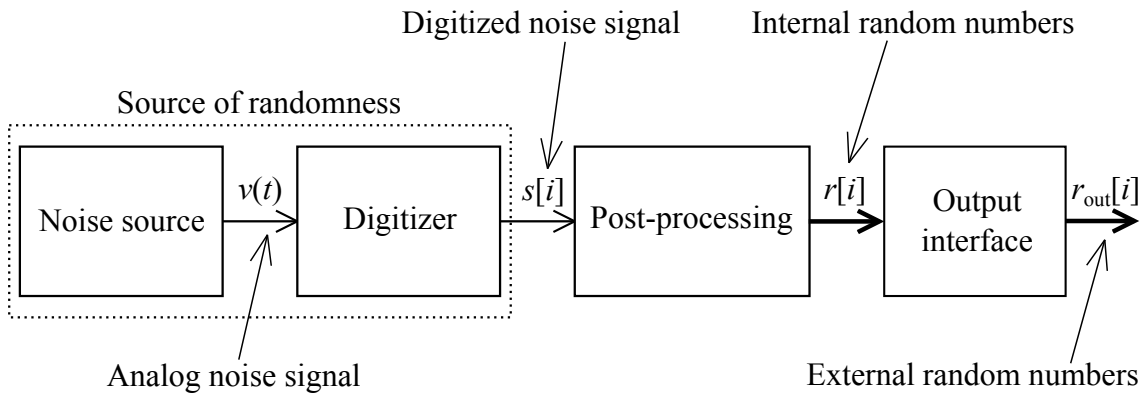 Digitized noise signal
Internal random numbers
Source of randomness
Noise source
v(t)
Digitizer
s[i]
Post-processing
r[i]
Output
interface
rout[i]
Analog noise signal
External random numbers